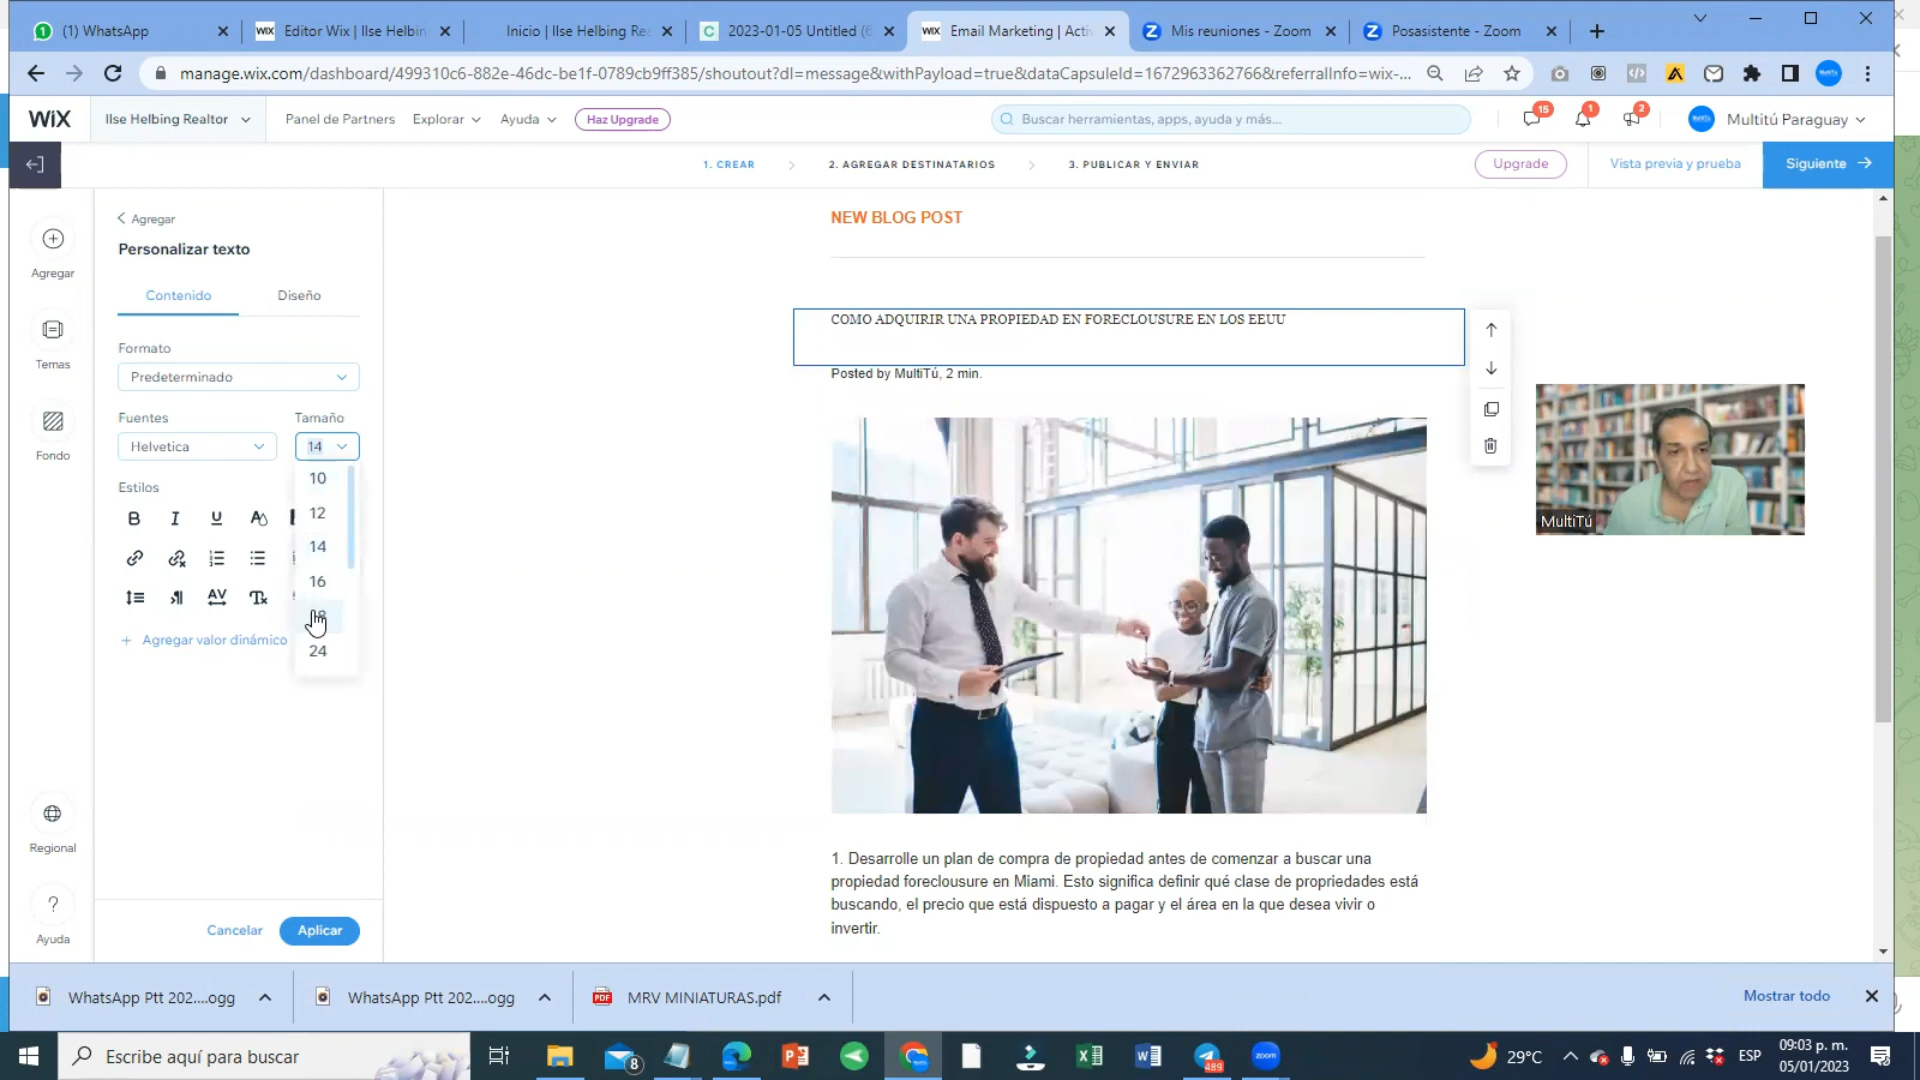 (1) WhatsApp
WiX Editor Wix | Ilse Helbin
Inicio | Ilse Helbing Re
C 2023-01-05 Untitled (
WiX Email Marketing | Acti
Z Mis reuniones - Zoom
Z Posasistente - Zoom
manage.wix.com/dashboard/499310c6-882e-46dc-be1f-0789cb9ff385/shoutout?dl=message&withPayload=true&dataCapsuleId=1672963362766&referralInfo=wix-...
WiX
Ilse Helbing Realtor
Panel de Partners
Explorar
Ayuda
Haz Upgrade
Buscar herramientas, apps, ayuda y más...
15
1
2
Multitú Paraguay
1. CREAR
2. AGREGAR DESTINATARIOS
3. PUBLICAR Y ENVIAR
Upgrade
Vista previa y prueba
Siguiente
Agregar
Temas
Fondo
Regional
Ayuda
Agregar
Personalizar texto
Contenido
Diseño
Formato
Predeterminado
Fuentes
Tamaño
Helvetica
14
10
12
14
16
24
Estilos
Agregar valor dinámico
Cancelar
Aplicar
NEW BLOG POST
COMO ADQUIRIR UNA PROPIEDAD EN FORECLOUSURE EN LOS EEUU
Posted by MultiTú, 2 min.
MultiTú
1. Desarrolle un plan de compra de propiedad antes de comenzar a buscar una
propiedad foreclousure en Miami. Esto significa definir qué clase de propriedades está
buscando, el precio que está dispuesto a pagar y el área en la que desea vivir o
invertir.
WhatsApp Ptt 202....ogg
WhatsApp Ptt 202....ogg
PDF MRV MINIATURAS.pdf
Mostrar todo
Escribe aquí para buscar
8
489
zoom
29°C
ESP
09:03 p. m.
05/01/2023